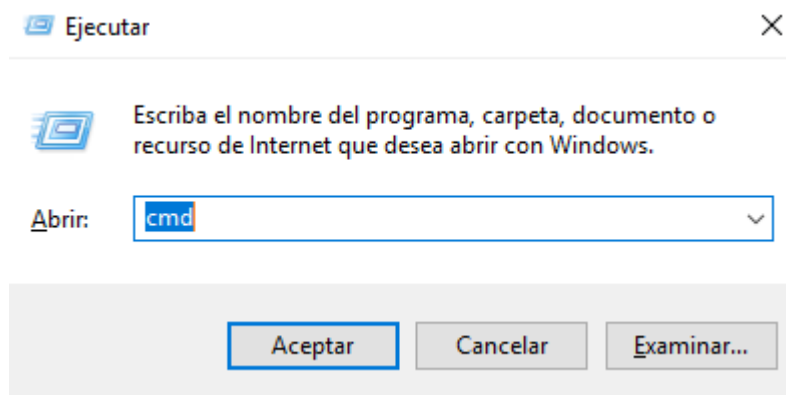 Ejecutar
Escriba el nombre del programa, carpeta, documento o
recurso de Internet que desea abrir con Windows.
Abrir: cmd
Aceptar Cancelar Examinar...